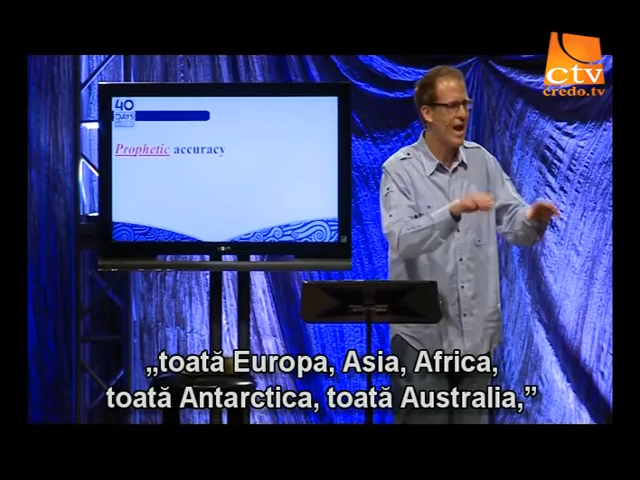 ctv
credo.tv
40
DAYS
Prophetic accuracy
„toată Europa, Asia, Africa,
toată Antarctica, toată Australia,”